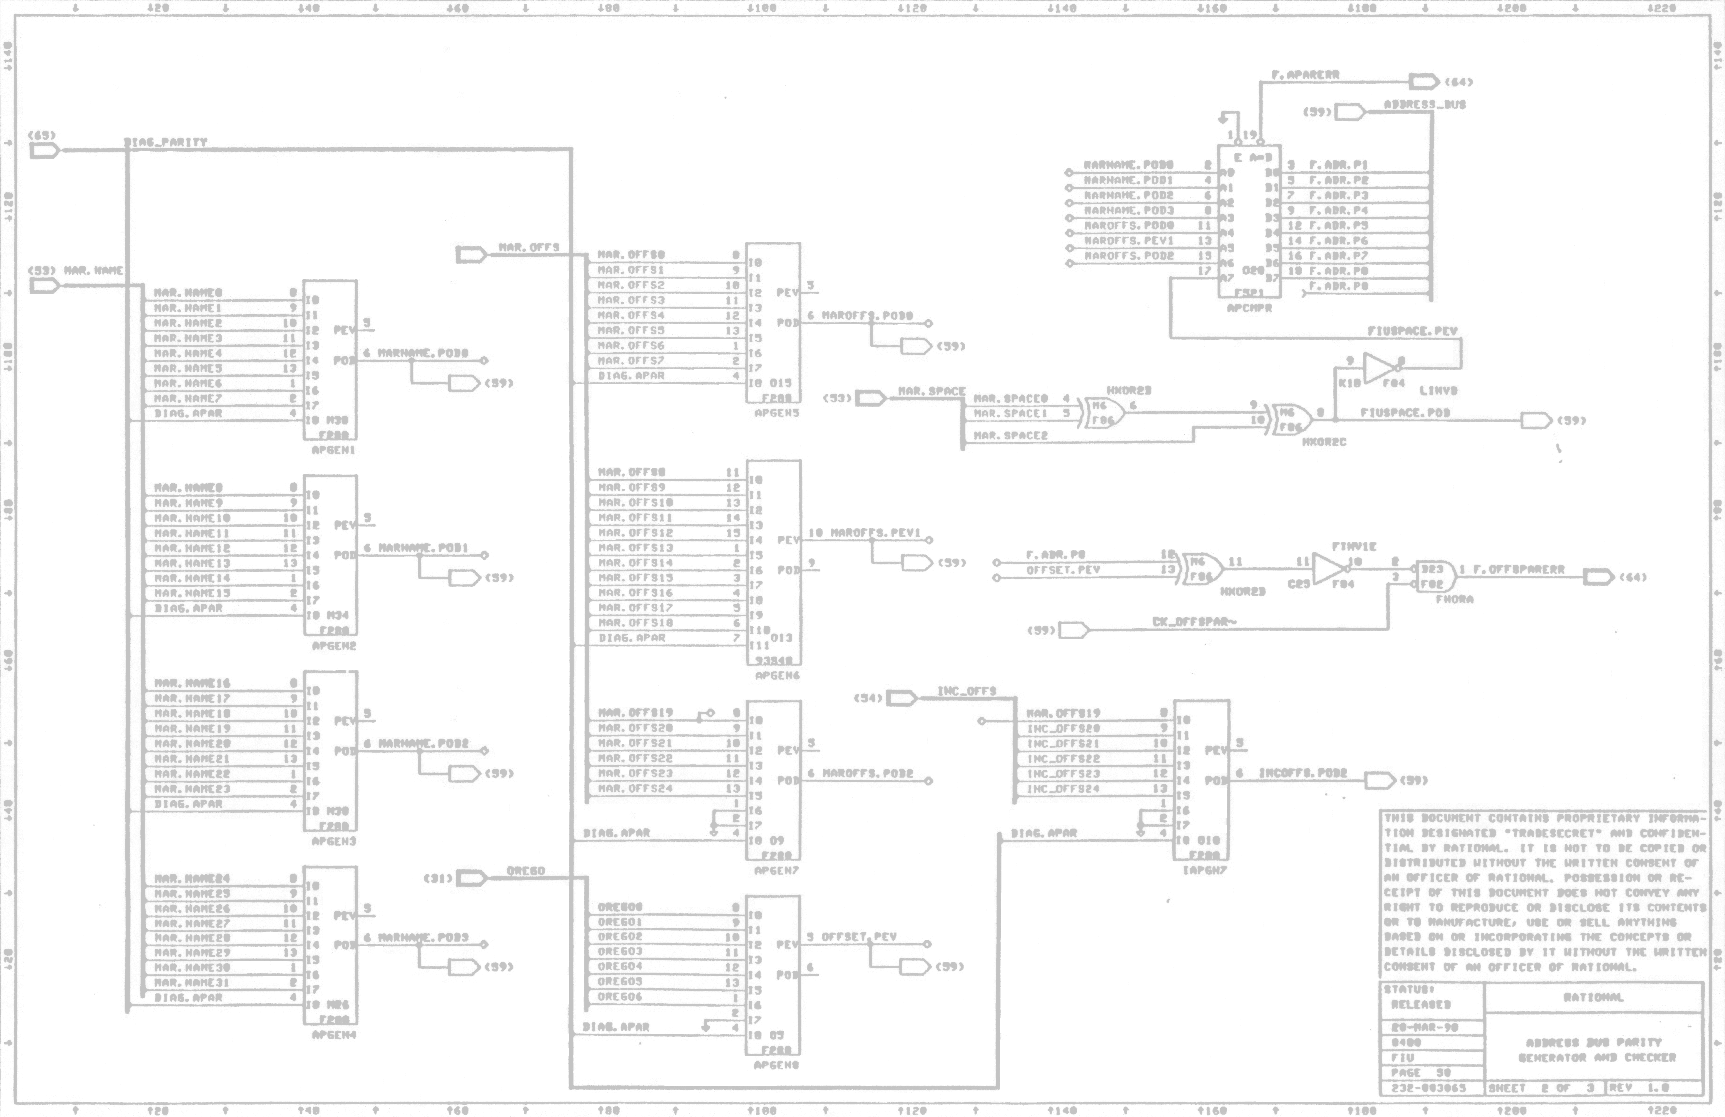 F.APARERR
(64)
ADDRESS_BUS
(59)
(65)
DIAG_PARITY
1 19
E A=B
MARNAME.POD0 2 A0 B0 3 F.ADR.P1
MARNAME.POD1 4 A1 B1 5 F.ADR.P2
MARNAME.POD2 6 A2 B2 7 F.ADR.P3
MARNAME.POD3 8 A3 B3 9 F.ADR.P4
MAROFFS.POD0 11 A4 B4 12 F.ADR.P5
MAROFFS.PEV1 13 A5 B5 14 F.ADR.P6
MAROFFS.POD2 15 A6 B6 16 F.ADR.P7
17 A7 O20 B7 18 F.ADR.P8
F521 F.ADR.P0
APCMPR
FIUSPACE.PEV
(53) MAR.NAME
MAR.NAME0 8 I0
MAR.NAME1 9 I1
MAR.NAME2 10 I2 PEV 5
MAR.NAME3 11 I3
MAR.NAME4 12 I4 POD 6 MARNAME.POD0
MAR.NAME5 13 I5
MAR.NAME6 1 I6 (59)
MAR.NAME7 2 I7
DIAG.APAR 4 I8 M38
F280
APGEN1
MAR.NAME8 8 I0
MAR.NAME9 9 I1
MAR.NAME10 10 I2 PEV 5
MAR.NAME11 11 I3
MAR.NAME12 12 I4 POD 6 MARNAME.POD1
MAR.NAME13 13 I5
MAR.NAME14 1 I6 (59)
MAR.NAME15 2 I7
DIAG.APAR 4 I8 M34
F280
APGEN2
MAR.NAME16 8 I0
MAR.NAME17 9 I1
MAR.NAME18 10 I2 PEV 5
MAR.NAME19 11 I3
MAR.NAME20 12 I4 POD 6 MARNAME.POD2
MAR.NAME21 13 I5
MAR.NAME22 1 I6 (59)
MAR.NAME23 2 I7
DIAG.APAR 4 I8 M30
F280
APGEN3
MAR.NAME24 8 I0
MAR.NAME25 9 I1
MAR.NAME26 10 I2 PEV 5
MAR.NAME27 11 I3
MAR.NAME28 12 I4 POD 6 MARNAME.POD3
MAR.NAME29 13 I5
MAR.NAME30 1 I6 (59)
MAR.NAME31 2 I7
DIAG.APAR 4 I8 M26
F280
APGEN4
MAR.OFFS
MAR.OFFS0 8 I0
MAR.OFFS1 9 I1
MAR.OFFS2 10 I2 PEV 5
MAR.OFFS3 11 I3
MAR.OFFS4 12 I4 POD 6 MAROFFS.POD0
MAR.OFFS5 13 I5
MAR.OFFS6 1 I6 (59)
MAR.OFFS7 2 I7
DIAG.APAR 4 I8 O15
F280
APGEN5
MAR.OFFS8 11 I0
MAR.OFFS9 12 I1
MAR.OFFS10 13 I2
MAR.OFFS11 14 I3
MAR.OFFS12 15 I4 PEV 10 MAROFFS.PEV1
MAR.OFFS13 1 I5
MAR.OFFS14 2 I6 POD 9 (59)
MAR.OFFS15 3 I7
MAR.OFFS16 4 I8
MAR.OFFS17 5 I9
MAR.OFFS18 6 I10
DIAG.APAR 7 I11 O13
93S48
APGEN6
MAR.OFFS19 8 I0
MAR.OFFS20 9 I1
MAR.OFFS21 10 I2 PEV 5
MAR.OFFS22 11 I3
MAR.OFFS23 12 I4 POD 6 MAROFFS.POD2
MAR.OFFS24 13 I5
1 I6
2 I7
DIAG.APAR 4 I8 O9
F280
APGEN7
(31) OREGO
OREGO0 8 I0
OREGO1 9 I1
OREGO2 10 I2 PEV 5 OFFSET.PEV
OREGO3 11 I3
OREGO4 12 I4 POD 6 (59)
OREGO5 13 I5
OREGO6 1 I6
2 I7
DIAG.APAR 4 I8 O5
F280
APGEN8
(53) MAR.SPACE
MAR.SPACE0 4
MAR.SPACE1 5
MAR.SPACE2
MXOR2B
M6
F86
6
9
10
M6
F86
8
MXOR2C
9 8
K18 F04 LINVB
FIUSPACE.POD
(59)
F.ADR.P0 12
OFFSET.PEV 13
M6
F86
11
MXOR2D
FINV1E
11 10
C25 F04
2
3
D23
F02
1 F.OFFSPARERR
(64)
FNORA
(59) CK_OFFSPAR~
(54) INC_OFFS
MAR.OFFS19 8 I0
INC_OFFS20 9 I1
INC_OFFS21 10 I2 PEV 5
INC_OFFS22 11 I3
INC_OFFS23 12 I4 POD 6 INCOFFS.POD2
INC_OFFS24 13 I5 (59)
1 I6
2 I7
DIAG.APAR 4 I8 O10
F280
IAPGN7
THIS DOCUMENT CONTAINS PROPRIETARY INFORMA-
TION DESIGNATED "TRADESECRET" AND CONFIDEN-
TIAL BY RATIONAL. IT IS NOT TO BE COPIED OR
DISTRIBUTED WITHOUT THE WRITTEN CONSENT OF
AN OFFICER OF RATIONAL. POSSESSION OR RE-
CEIPT OF THIS DOCUMENT DOES NOT CONVEY ANY
RIGHT TO REPRODUCE OR DISCLOSE ITS CONTENTS
OR TO MANUFACTURE, USE OR SELL ANYTHING
BASED ON OR INCORPORATING THE CONCEPTS OR
DETAILS DISCLOSED BY IT WITHOUT THE WRITTEN
CONSENT OF AN OFFICER OF RATIONAL.
STATUS:
RELEASED
RATIONAL
20-MAR-90
8400
FIU
PAGE 58
232-003065
ADDRESS BUS PARITY
GENERATOR AND CHECKER
SHEET 2 OF 3 REV 1.0